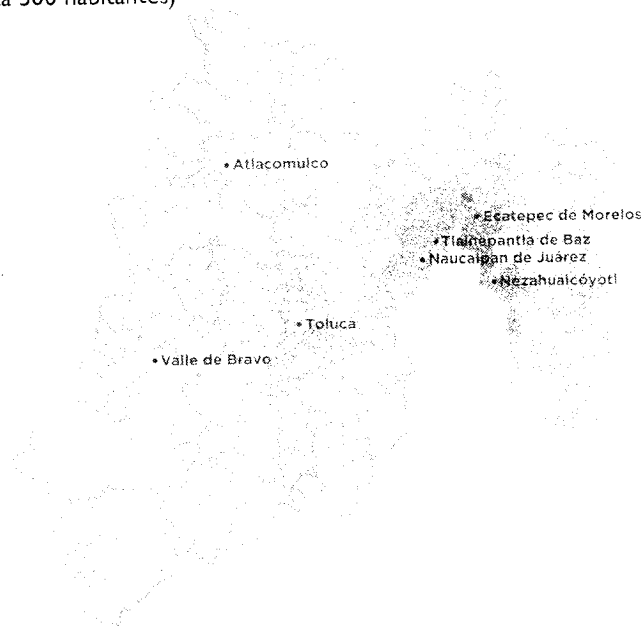 a 500 habitantes)
Atlacomulco
Ecatepec de Morelos
Tlalnepantla de Baz
Naucalpan de Juárez
Nezahualcóyotl
Toluca
Valle de Bravo